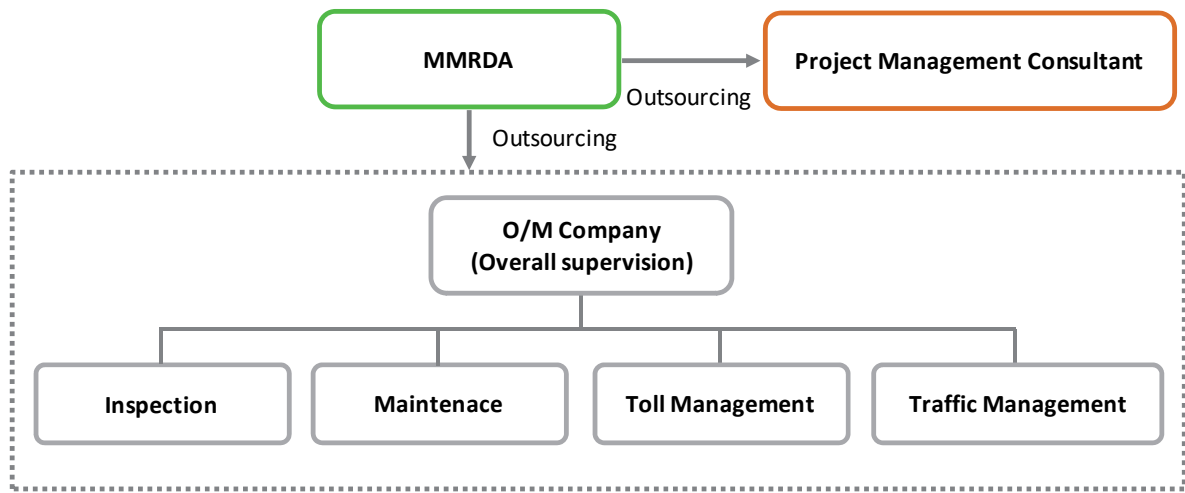 MMRDA
Project Management Consultant
Outsourcing
Outsourcing
O/M Company
(Overall supervision)
Inspection
Maintenace
Toll Management
Traffic Management